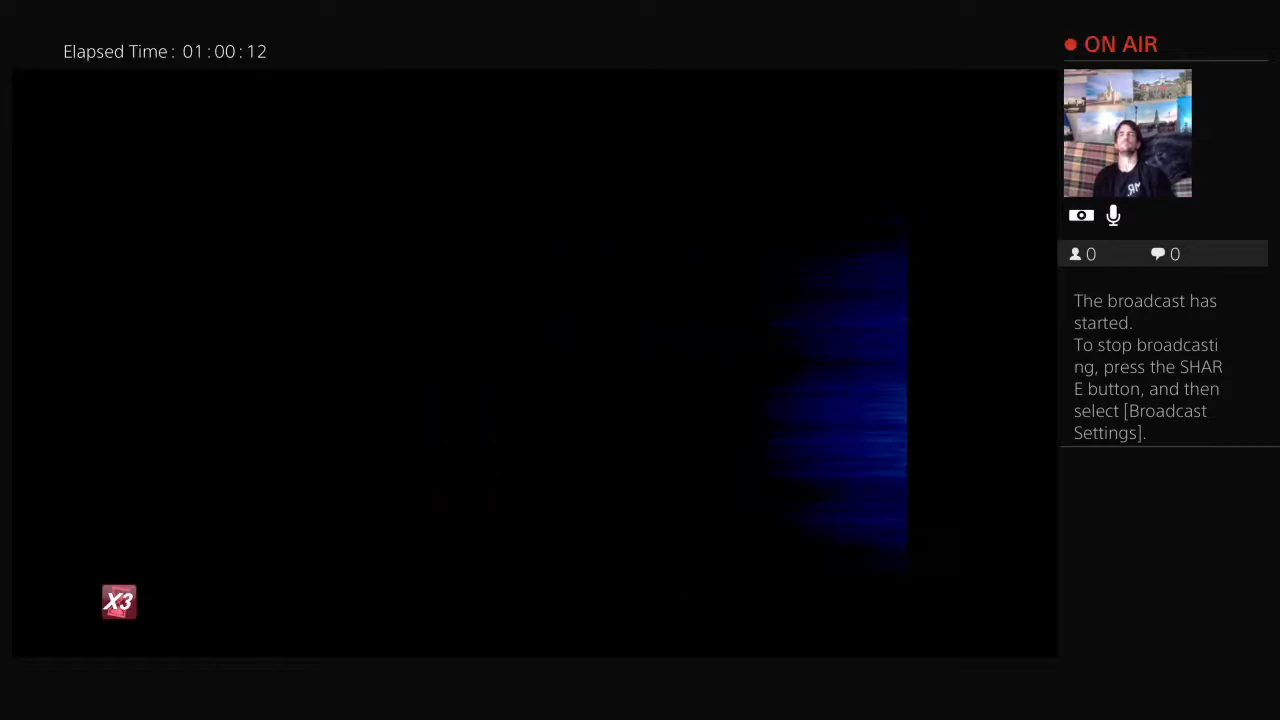 Elapsed Time: 01:00:12
ON AIR
0
0
The broadcast has
started.
To stop broadcasti
ng, press the SHAR
E button, and then
select [Broadcast
Settings].
X3